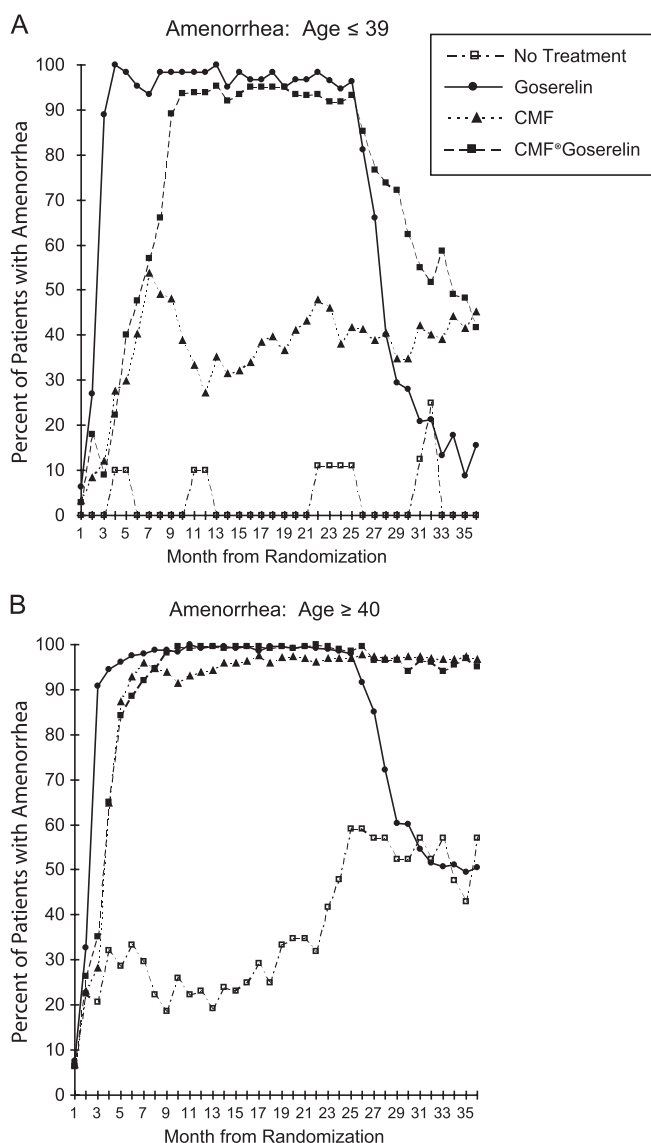 A
Amenorrhea: Age ≤ 39
No Treatment
Goserelin
CMF
CMF®Goserelin
Percent of Patients with Amenorrhea
100
90
80
70
60
50
40
30
20
10
0
1 3 5 7 9 11 13 15 17 19 21 23 25 27 29 31 33 35
Month from Randomization
B
Amenorrhea: Age ≥ 40
Percent of Patients with Amenorrhea
100
90
80
70
60
50
40
30
20
10
0
1 3 5 7 9 11 13 15 17 19 21 23 25 27 29 31 33 35
Month from Randomization